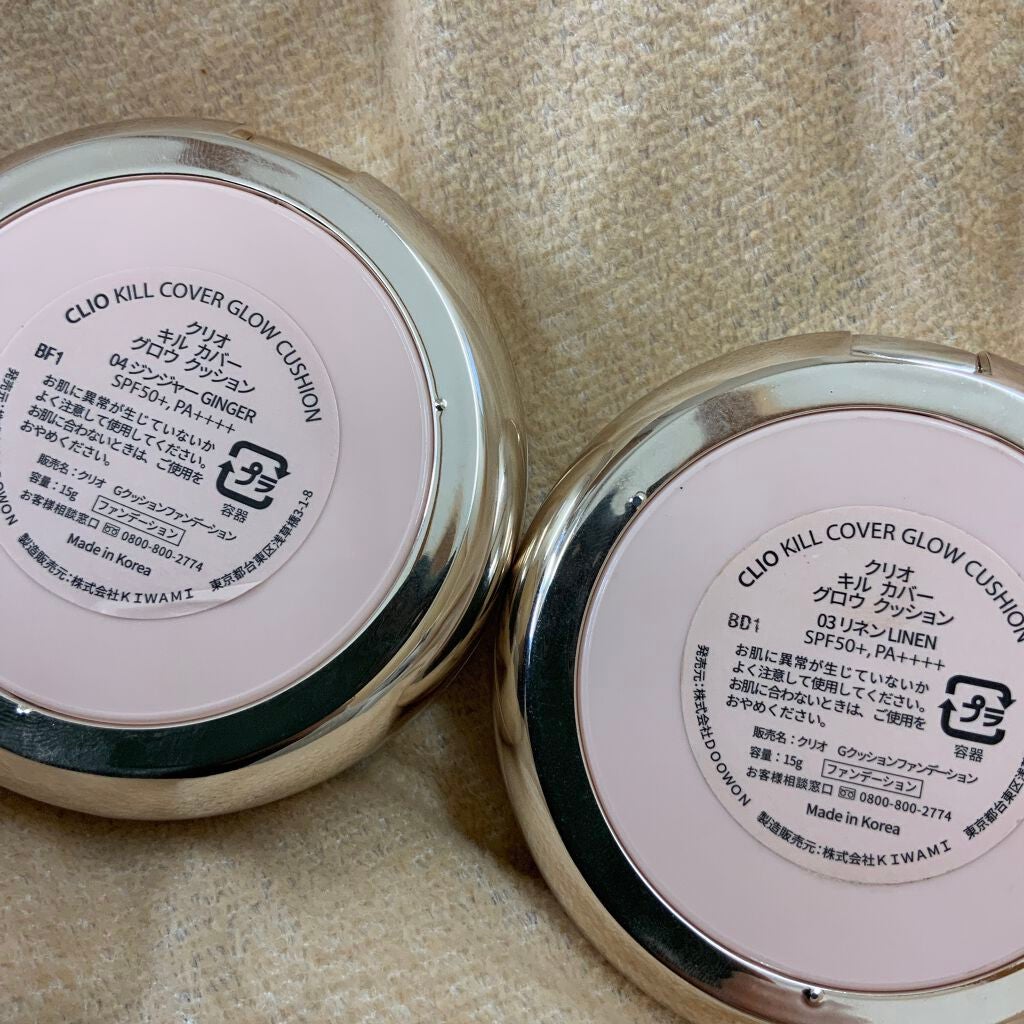 CLIO KILL COVER GLOW CUSHION
クリオ
キル カバー
グロウ クッション
BF1
04 ジンジャー GINGER
SPF50+, PA++++
お肌に異常が生じていないか
よく注意して使用してください。
お肌に合わないときは、ご使用を
おやめください。
プラ
容器
販売名：クリオ Gクッションファンデーション
容量：15g ファンデーション
お客様相談窓口 0800-800-2774
Made in Korea
発売元：
OOWON
製造販売元：株式会社KIWAMI 東京都台東区浅草橋3-1-8
CLIO KILL COVER GLOW CUSHION
クリオ
キル カバー
グロウ クッション
BD1
03 リネン LINEN
SPF50+, PA++++
お肌に異常が生じていないか
よく注意して使用してください。
お肌に合わないときは、ご使用を
おやめください。
プラ
容器
販売名：クリオ Gクッションファンデーション
容量：15g ファンデーション
お客様相談窓口 0800-800-2774
Made in Korea
発売元：株式会社DOOWON
製造販売元：株式会社KIWAMI 東京都台東区浅